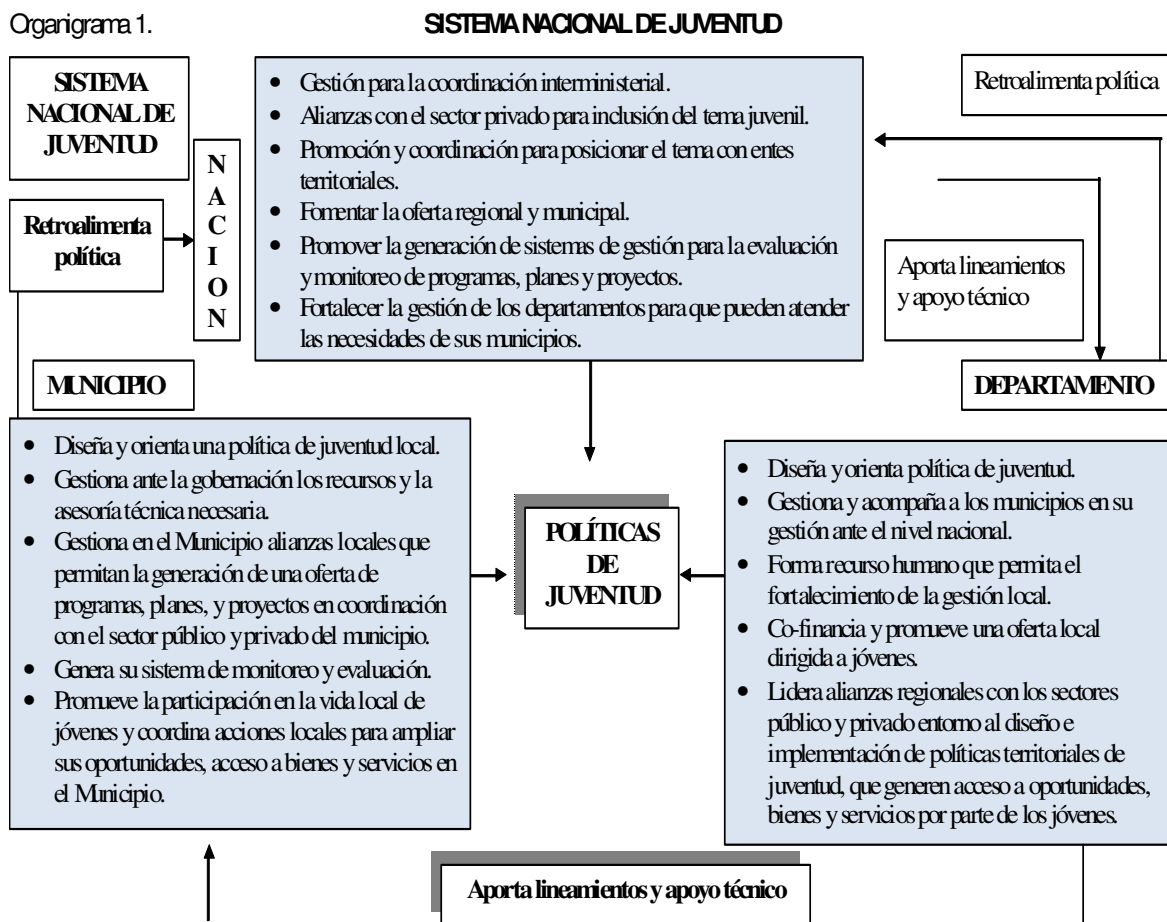 Organigrama 1.
SISTEMA NACIONAL DE JUVENTUD
SISTEMA
NACIONAL DE
JUVENTUD
Retroalimenta
política
N
A
C
I
O
N
• Gestión para la coordinación interministerial.
• Alianzas con el sector privado para inclusión del tema juvenil.
• Promoción y coordinación para posicionar el tema con entes
territoriales.
• Fomentar la oferta regional y municipal.
• Promover la generación de sistemas de gestión para la evaluación
y monitoreo de programas, planes y proyectos.
• Fortalecer la gestión de los departamentos para que pueden atender
las necesidades de sus municipios.
Retroalimenta política
Aporta lineamientos
y apoyo técnico
MUNICIPIO
DEPARTAMENTO
• Diseña y orienta una política de juventud local.
• Gestiona ante la gobernación los recursos y la
asesoría técnica necesaria.
• Gestiona en el Municipio alianzas locales que
permitan la generación de una oferta de
programas, planes, y proyectos en coordinación
con el sector público y privado del municipio.
• Genera su sistema de monitoreo y evaluación.
• Promueve la participación en la vida local de
jóvenes y coordina acciones locales para ampliar
sus oportunidades, acceso a bienes y servicios en
el Municipio.
POLÍTICAS
DE
JUVENTUD
• Diseña y orienta política de juventud.
• Gestiona y acompaña a los municipios en su
gestión ante el nivel nacional.
• Forma recurso humano que permita el
fortalecimiento de la gestión local.
• Co-financia y promueve una oferta local
dirigida a jóvenes.
• Lidera alianzas regionales con los sectores
público y privado entorno al diseño e
implementación de políticas territoriales de
juventud, que generen acceso a oportunidades,
bienes y servicios por parte de los jóvenes.
Aporta lineamientos y apoyo técnico